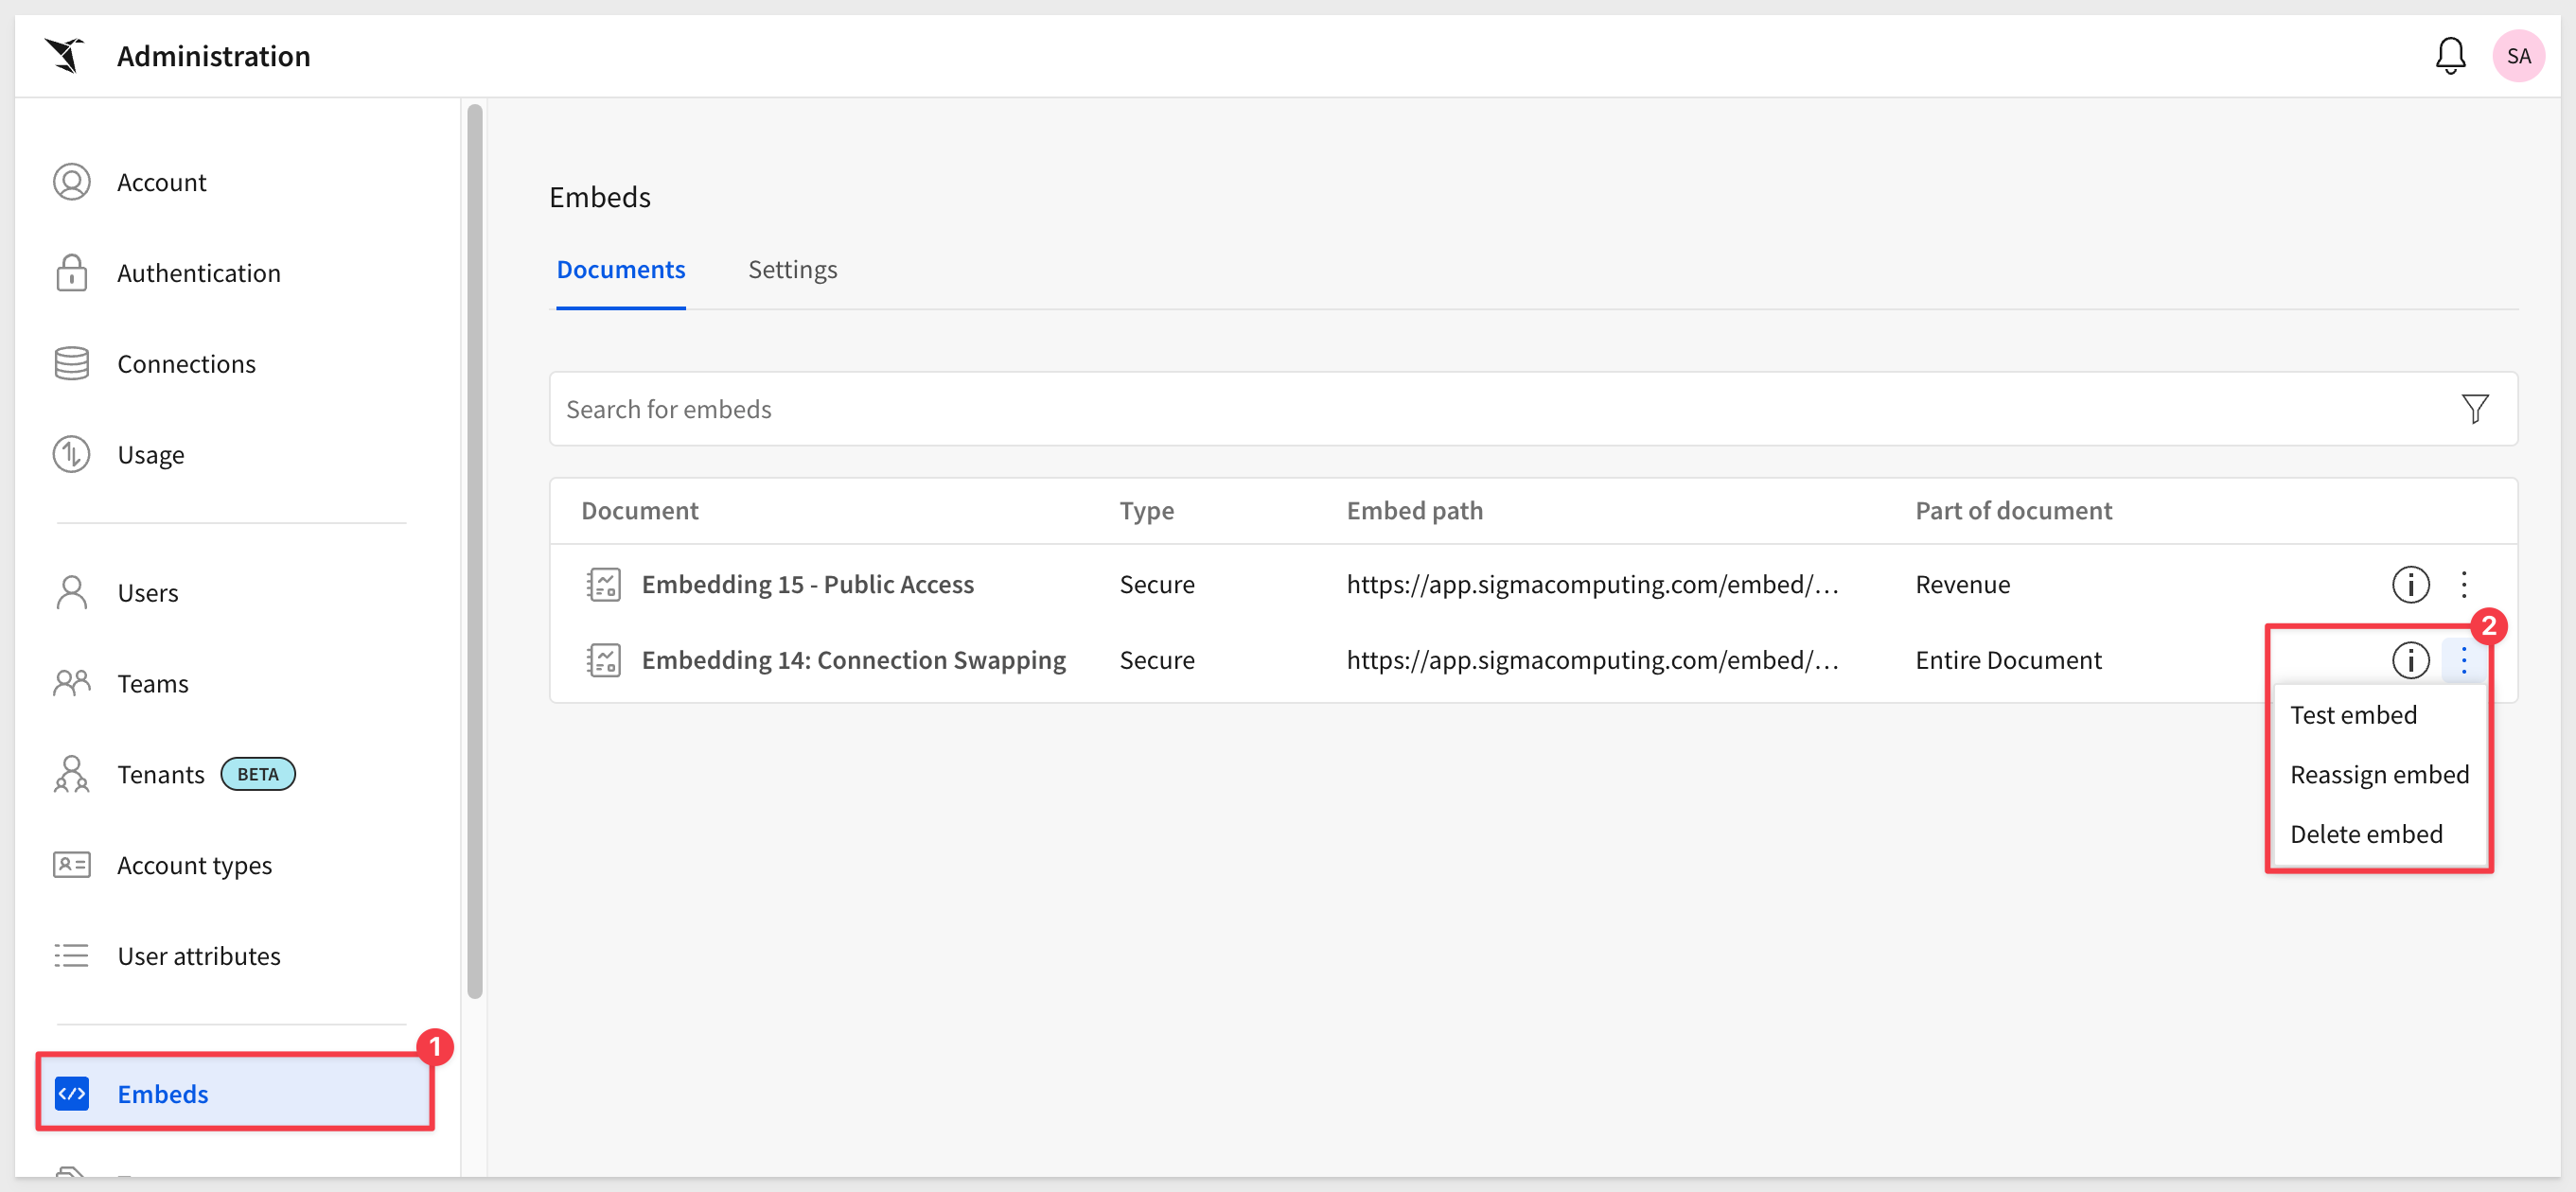 Administration
SA
Account
Authentication
Connections
Usage
Users
Teams
Tenants BETA
Account types
User attributes
1
Embeds
Embeds
Documents Settings
Search for embeds
Document Type Embed path Part of document
Embedding 15 - Public Access Secure https://app.sigmacomputing.com/embed/... Revenue
2
Embedding 14: Connection Swapping Secure https://app.sigmacomputing.com/embed/... Entire Document
Test embed
Reassign embed
Delete embed